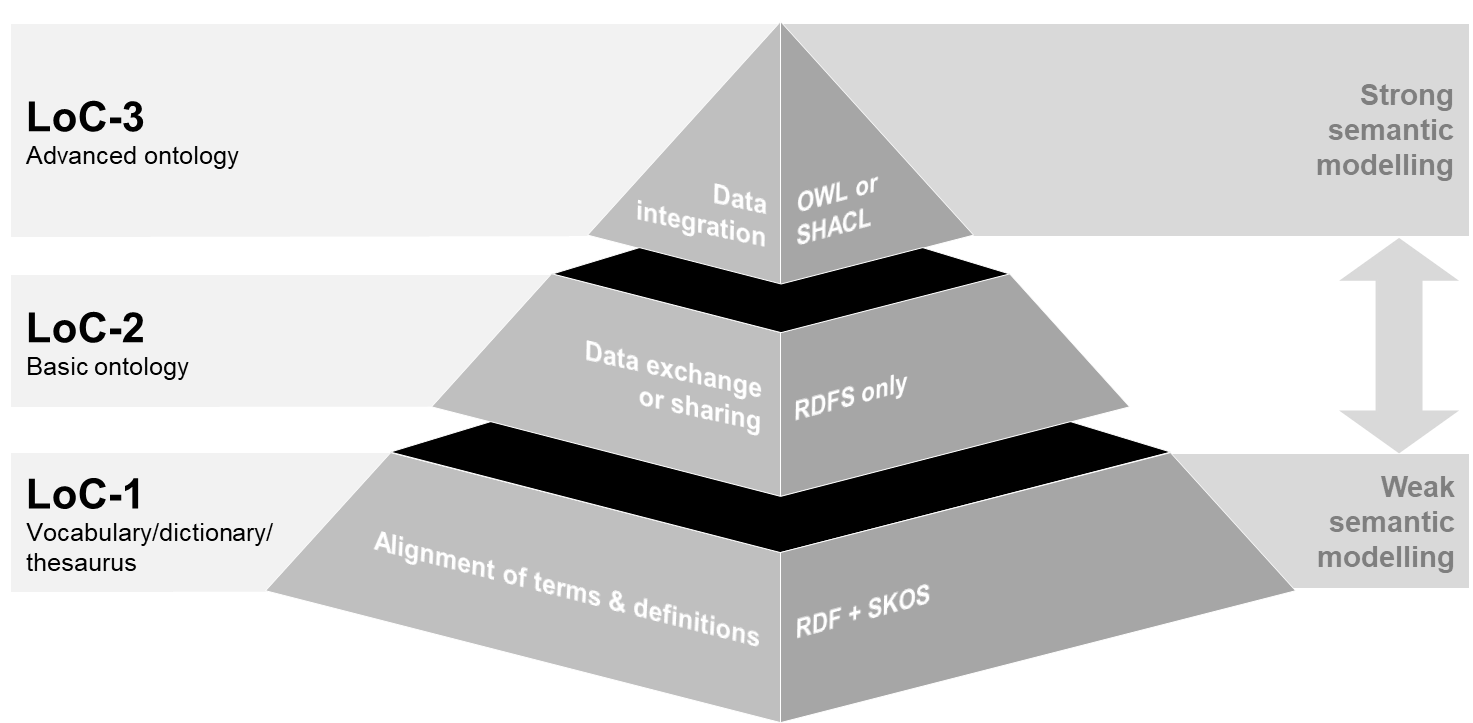 LoC-3
Advanced ontology
Data
integration
OWL or
SHACL
Strong
semantic
modelling
LoC-2
Basic ontology
Data exchange
or sharing
RDFS only
LoC-1
Vocabulary/dictionary/
thesaurus
Alignment of terms & definitions
RDF + SKOS
Weak
semantic
modelling